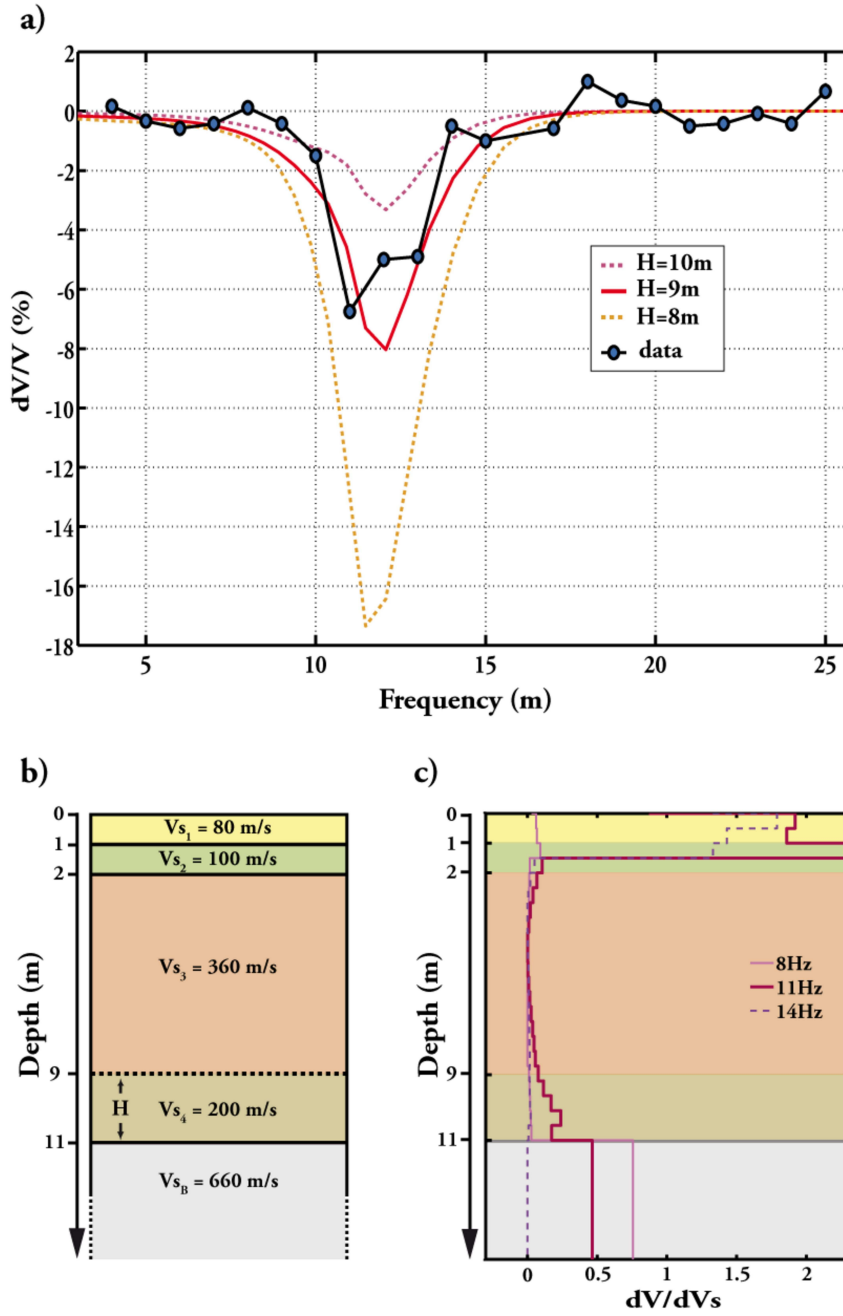 a)
2
0
-2
-4
-6
-8
-10
-12
-14
-16
-18
dV/V (%)
H=10m
H=9m
H=8m
data
5 10 15 20 25
Frequency (m)
b)
0
1
2
9
11
Depth (m)
Vs1 = 80 m/s
Vs2 = 100 m/s
Vs3 = 360 m/s
H
Vs4 = 200 m/s
VsB = 660 m/s
c)
0
1
2
9
11
Depth (m)
8Hz
11Hz
14Hz
0 0.5 1 1.5 2
dV/dVs